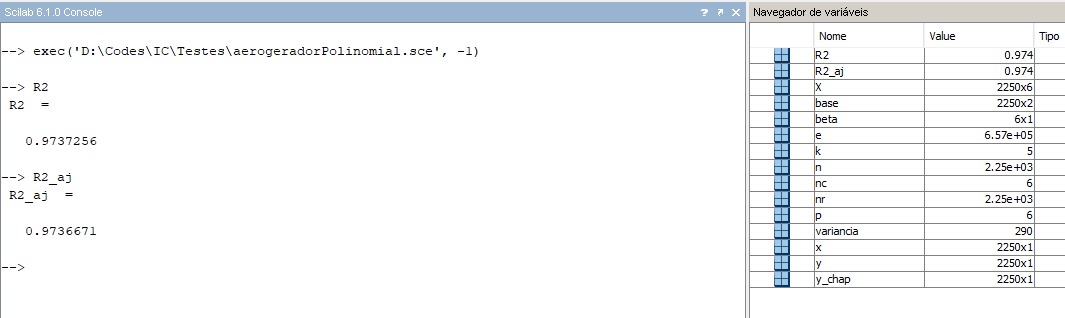 Scilab 6.1.0 Console
? ↗ ✕
--> exec('D:\Codes\IC\Testes\aerogeradorPolinomial.sce', -1)
--> R2
R2  =
0.9737256
--> R2_aj
R2_aj  =
0.9736671
-->
Navegador de variáveis
Nome Value Tipo
R2 0.974
R2_aj 0.974
X 2250x6
base 2250x2
beta 6x1
e 6.57e+05
k 5
n 2.25e+03
nc 6
nr 2.25e+03
p 6
variancia 290
x 2250x1
y 2250x1
y_chap 2250x1